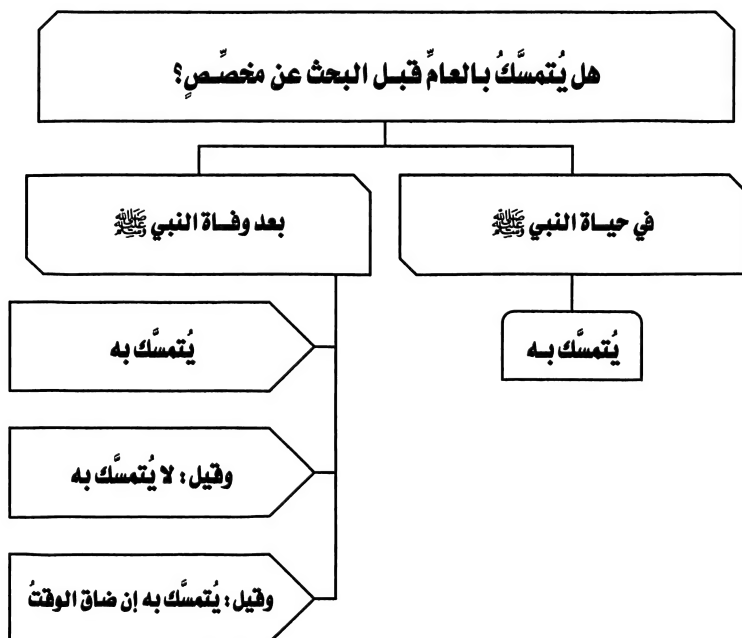 هل يُتمسَّكُ بالعامِّ قبل البحث عن مخصِّصٍ؟
في حياة النبي ﷺ
بعد وفاة النبي ﷺ
يُتمسَّك به
يُتمسَّك به
وقيل: لا يُتمسَّك به
وقيل: يُتمسَّك به إن ضاق الوقتُ